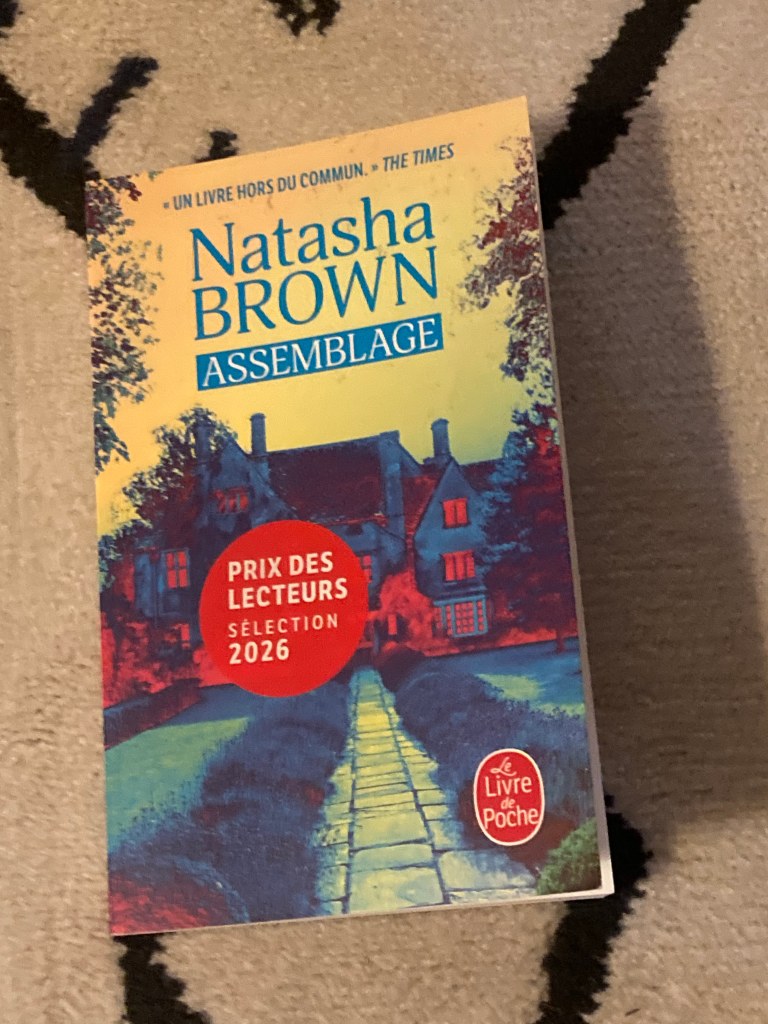 « UN LIVRE HORS DU COMMUN. » THE TIMES
Natasha
BROWN
ASSEMBLAGE
PRIX DES
LECTEURS
SÉLECTION
2026
Le
Livre
de
Poche